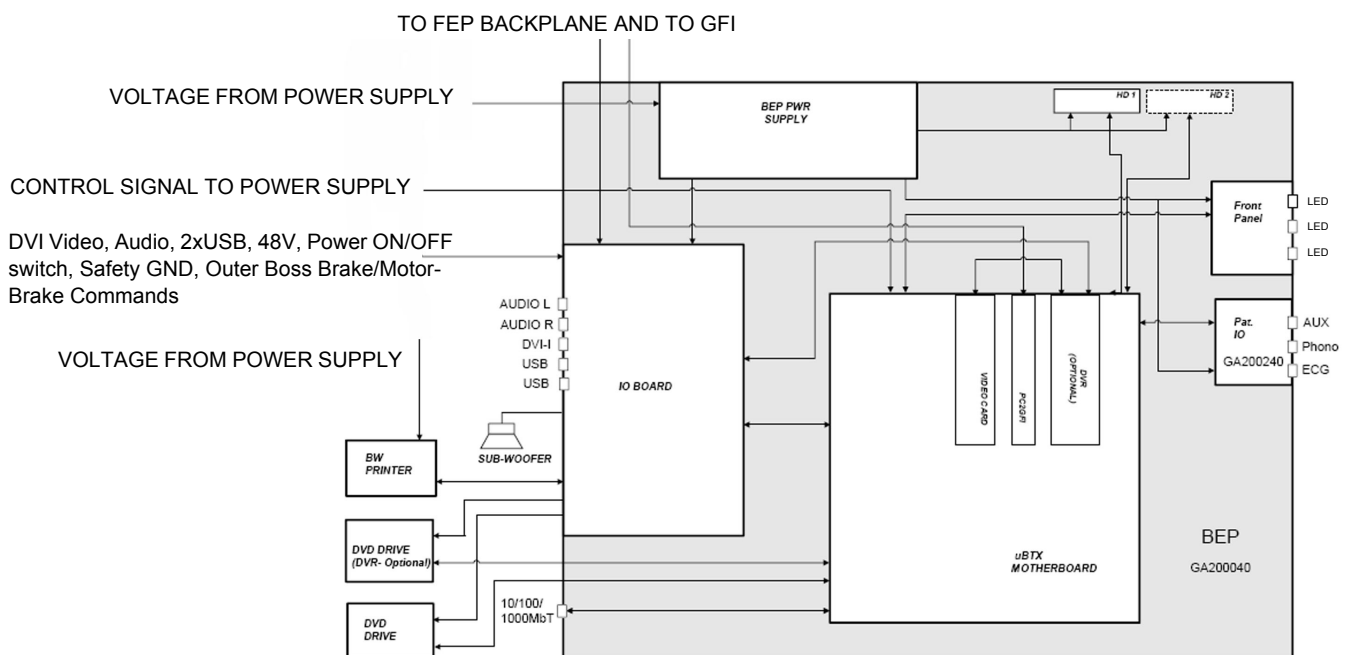 TO FEP BACKPLANE AND TO GFI
VOLTAGE FROM POWER SUPPLY
BEP PWR
SUPPLY
HD 1
HD 2
CONTROL SIGNAL TO POWER SUPPLY
Front
Panel
LED
LED
LED
DVI Video, Audio, 2xUSB, 48V, Power ON/OFF
switch, Safety GND, Outer Boss Brake/Motor-
Brake Commands
AUDIO L
AUDIO R
DVI-I
USB
USB
VOLTAGE FROM POWER SUPPLY
IO BOARD
VIDEO CARD
PC2GFI
DVR
(OPTIONAL)
Pat.
IO
GA200240
AUX
Phono
ECG
SUB-WOOFER
BW
PRINTER
DVD DRIVE
(DVR- Optional)
uBTX
MOTHERBOARD
BEP
GA200040
10/100/
1000MbT
DVD
DRIVE